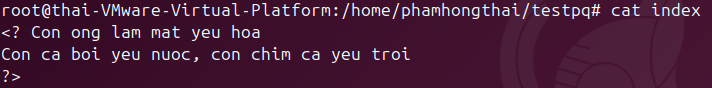 root@thai-VMware-Virtual-Platform:/home/phamhongthai/testpq# cat index
<? Con ong lam mat yeu hoa
Con ca boi yeu nuoc, con chim ca yeu troi
?>